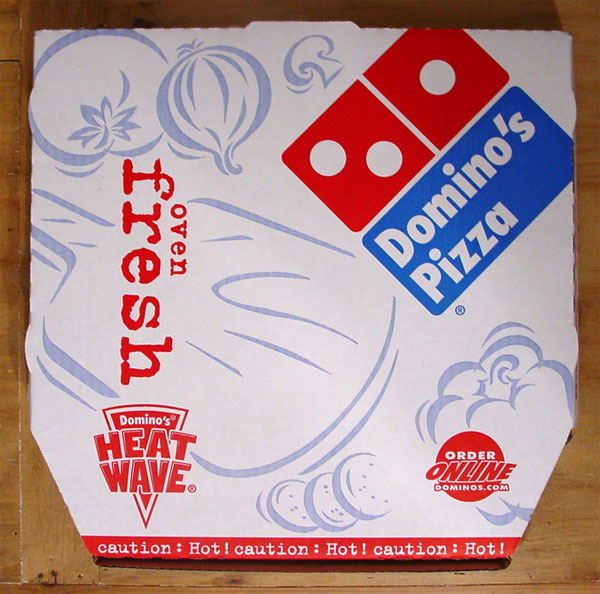 Domino's
Pizza
®
oven
fresh
Domino's®
HEAT
WAVE®
ORDER
ONLINE
DOMINOS.COM
caution: Hot! caution: Hot! caution: Hot!